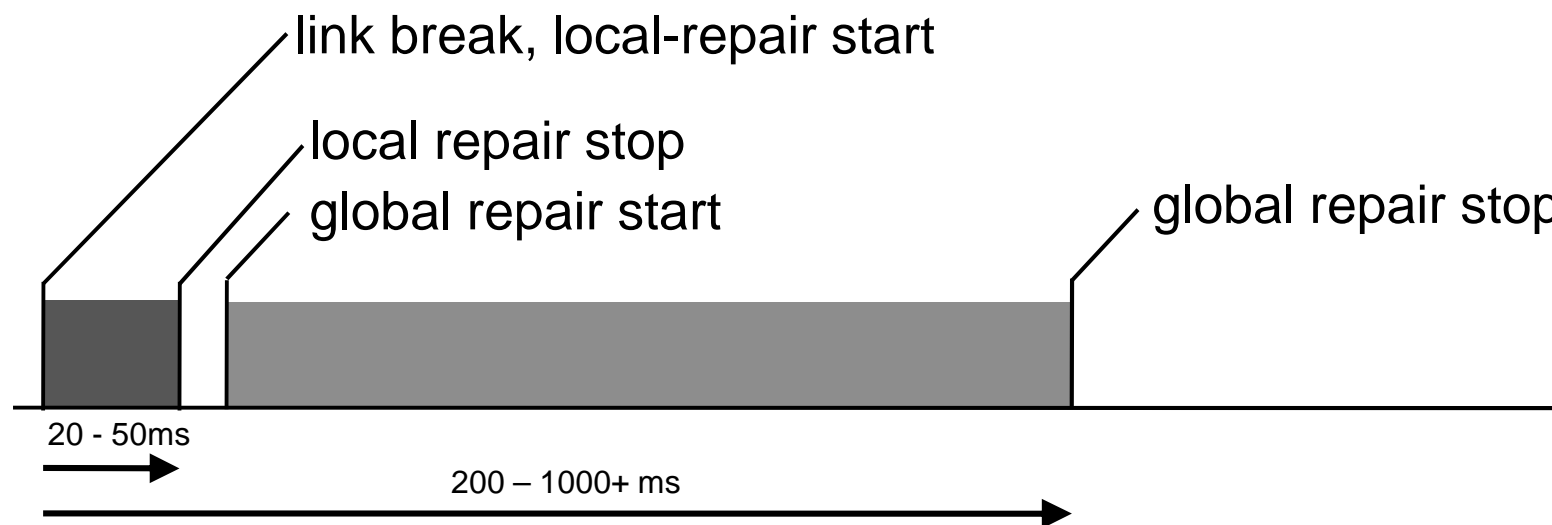 link break, local-repair start
local repair stop
global repair start
global repair stop
20 - 50ms
200 – 1000+ ms